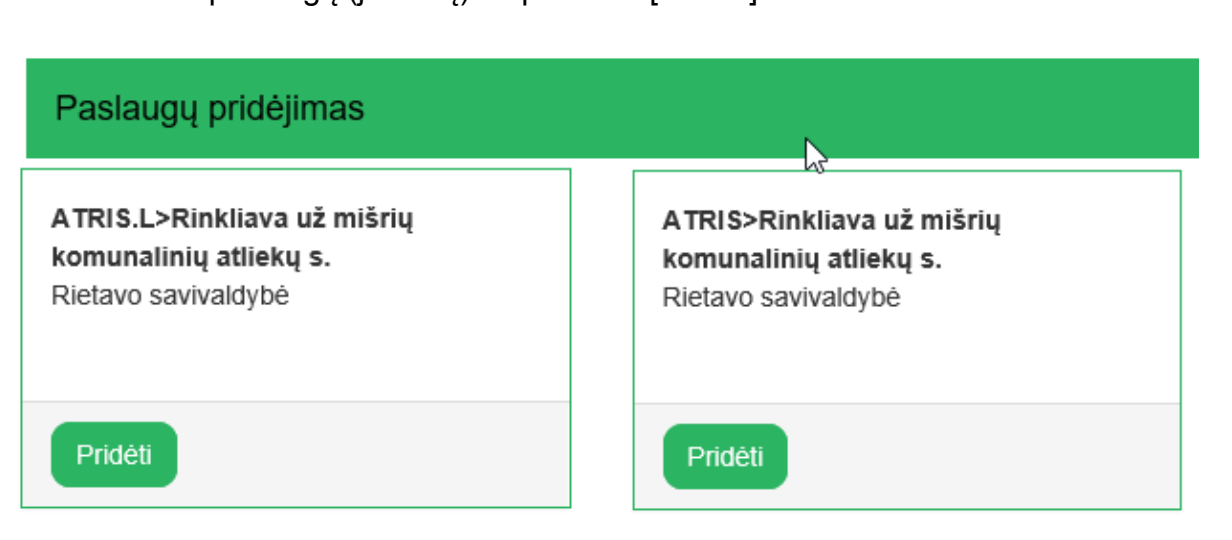 Paslaugų pridėjimas
ATRIS.L>Rinkliava už mišrių
komunalinių atliekų s.
Rietavo savivaldybė
Pridėti
ATRIS>Rinkliava už mišrių
komunalinių atliekų s.
Rietavo savivaldybė
Pridėti